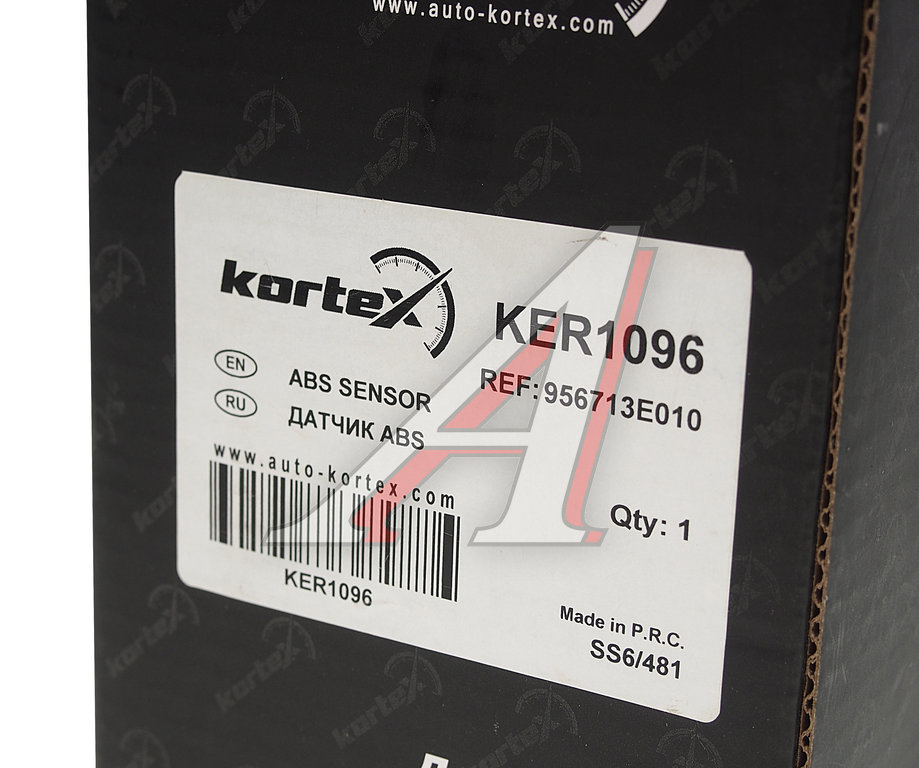 www.auto-kortex.com
kortex
KER1096
REF:956713E010
EN
ABS SENSOR
RU
ДАТЧИК ABS
www.auto-kortex.com
KER1096
Qty: 1
Made in P.R.C.
SS6/481